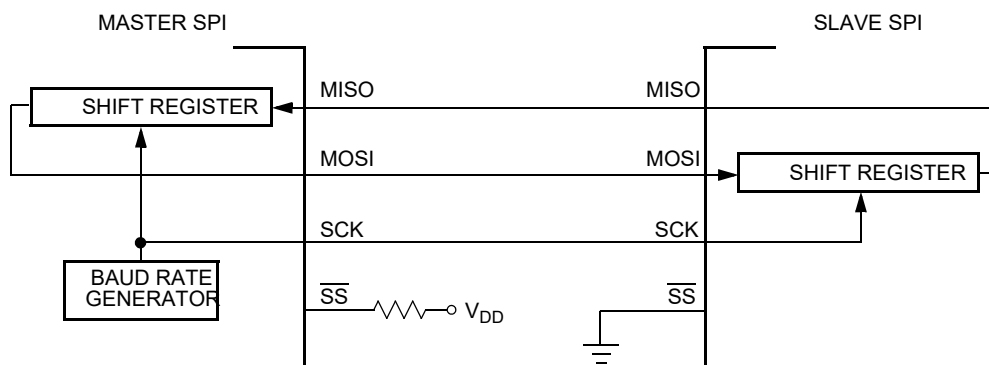 MASTER SPI
SLAVE SPI
MISO
MISO
SHIFT REGISTER
MOSI
MOSI
SHIFT REGISTER
SCK
SCK
BAUD RATE
GENERATOR
SS
VDD
SS